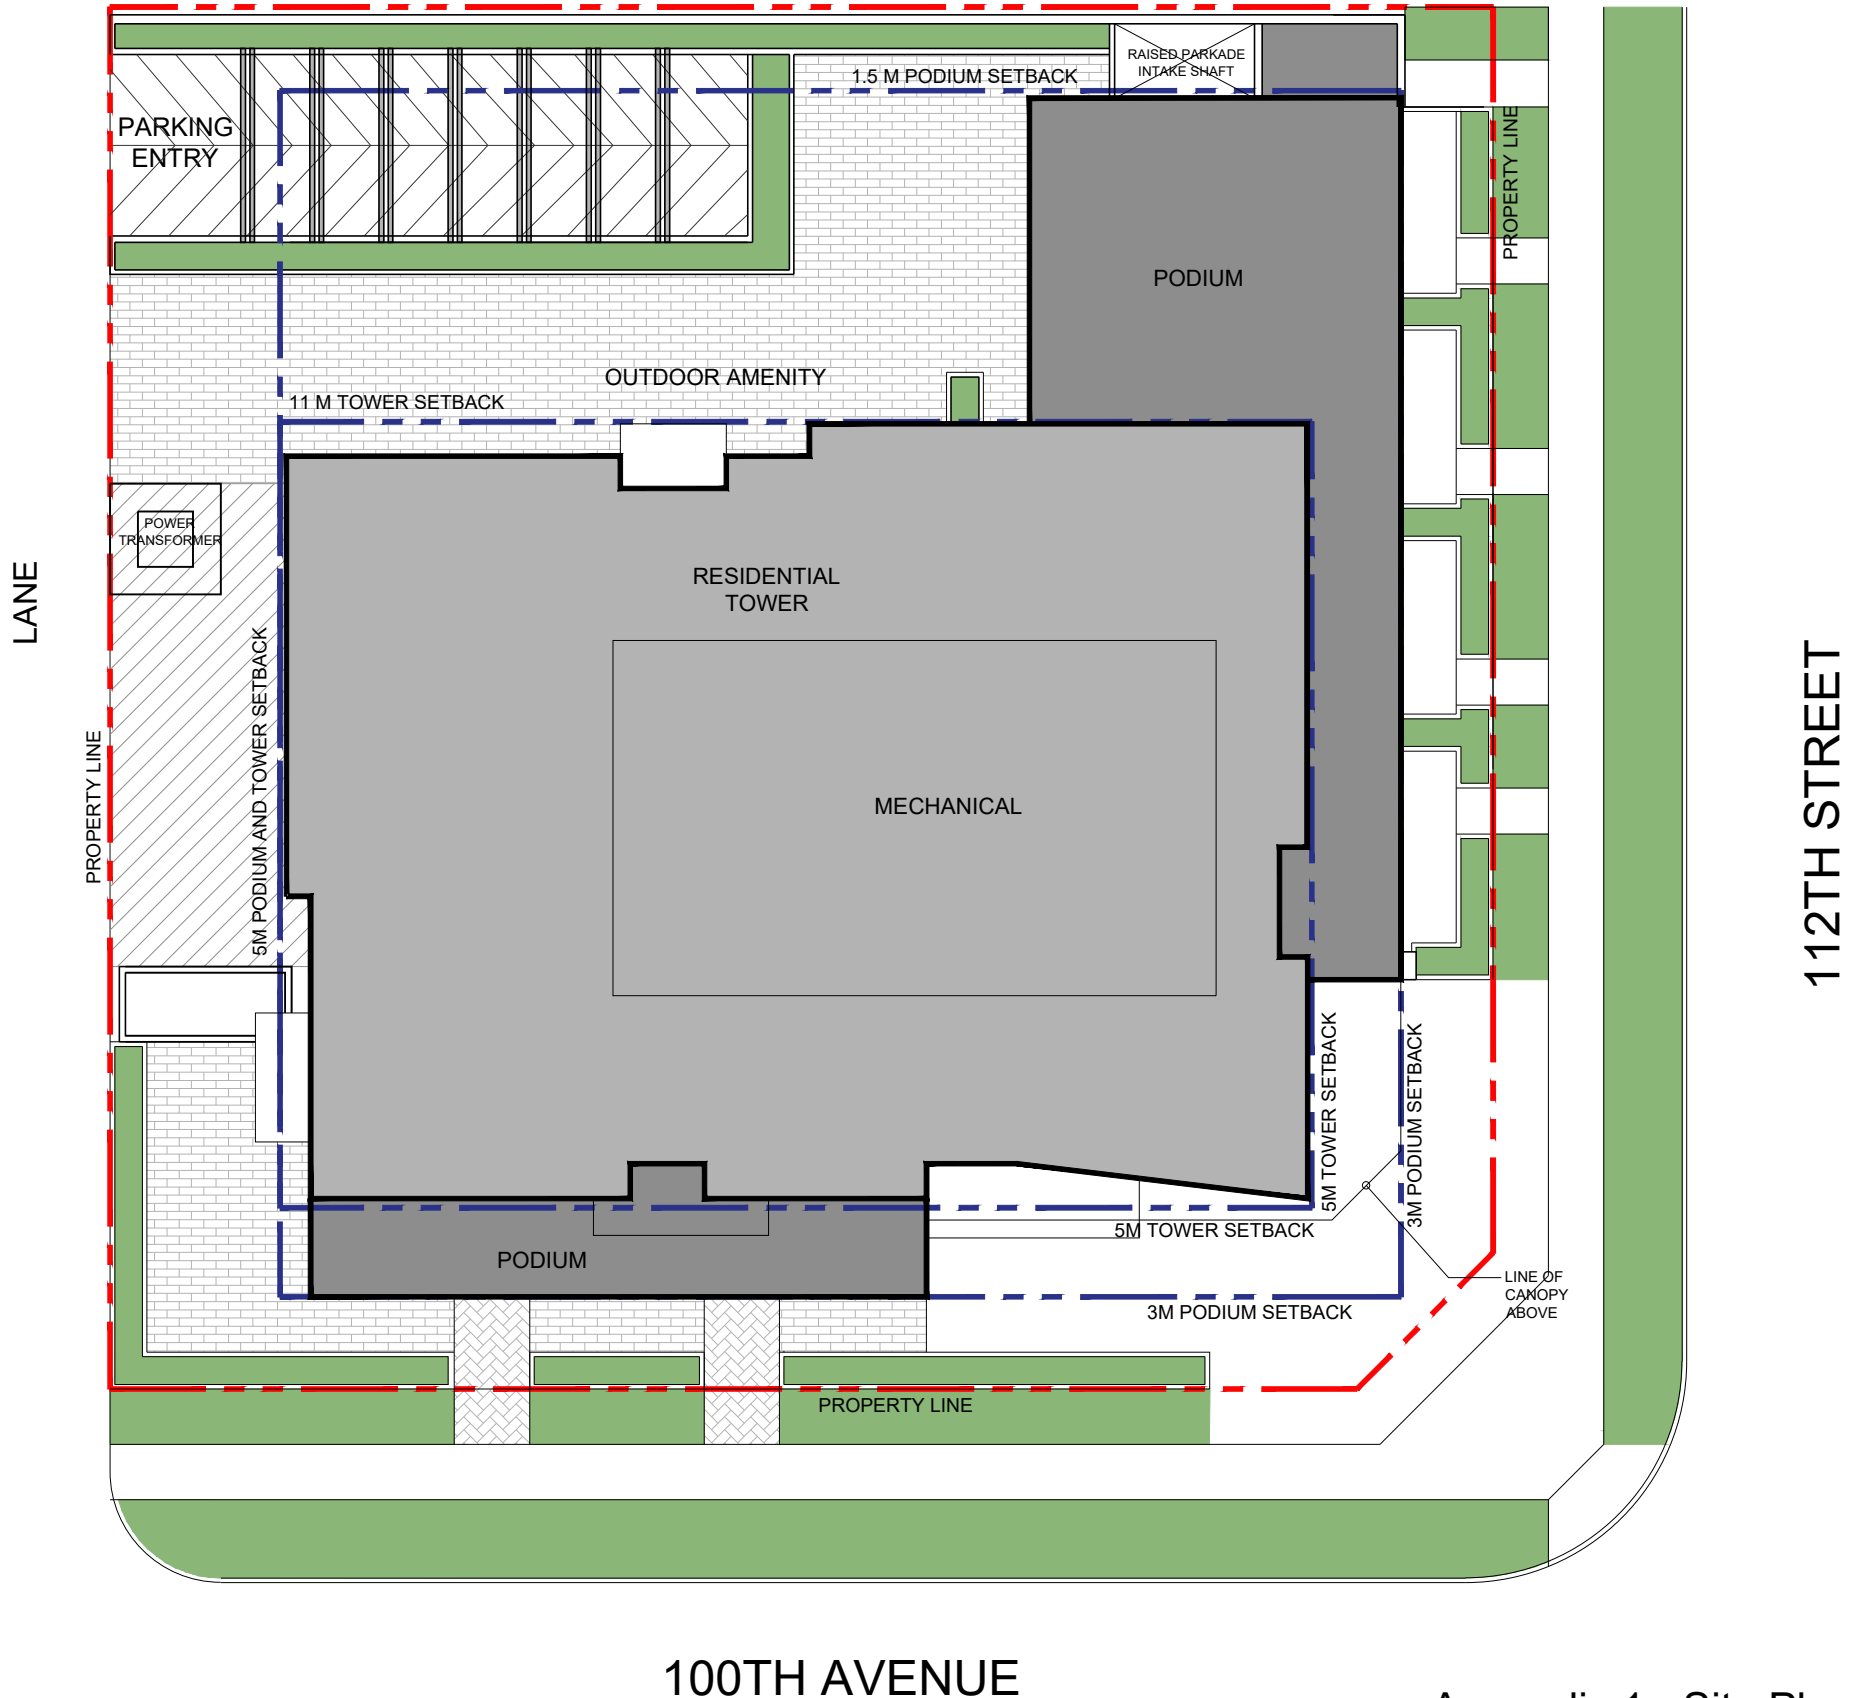 RAISED PARKADE
INTAKE SHAFT
1.5 M PODIUM SETBACK
PARKING
ENTRY
PROPERTY LINE
PODIUM
OUTDOOR AMENITY
11 M TOWER SETBACK
POWER
TRANSFORMER
LANE
RESIDENTIAL
TOWER
5M PODIUM AND TOWER SETBACK
PROPERTY LINE
MECHANICAL
112TH STREET
5M TOWER SETBACK
3M PODIUM SETBACK
5M TOWER SETBACK
PODIUM
LINE OF
CANOPY
ABOVE
3M PODIUM SETBACK
PROPERTY LINE
100TH AVENUE